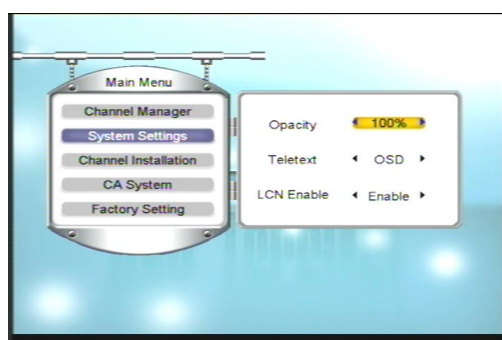 Main Menu
Channel Manager
System Settings
Channel Installation
CA System
Factory Setting
Opacity 100%
Teletext OSD
LCN Enable Enable